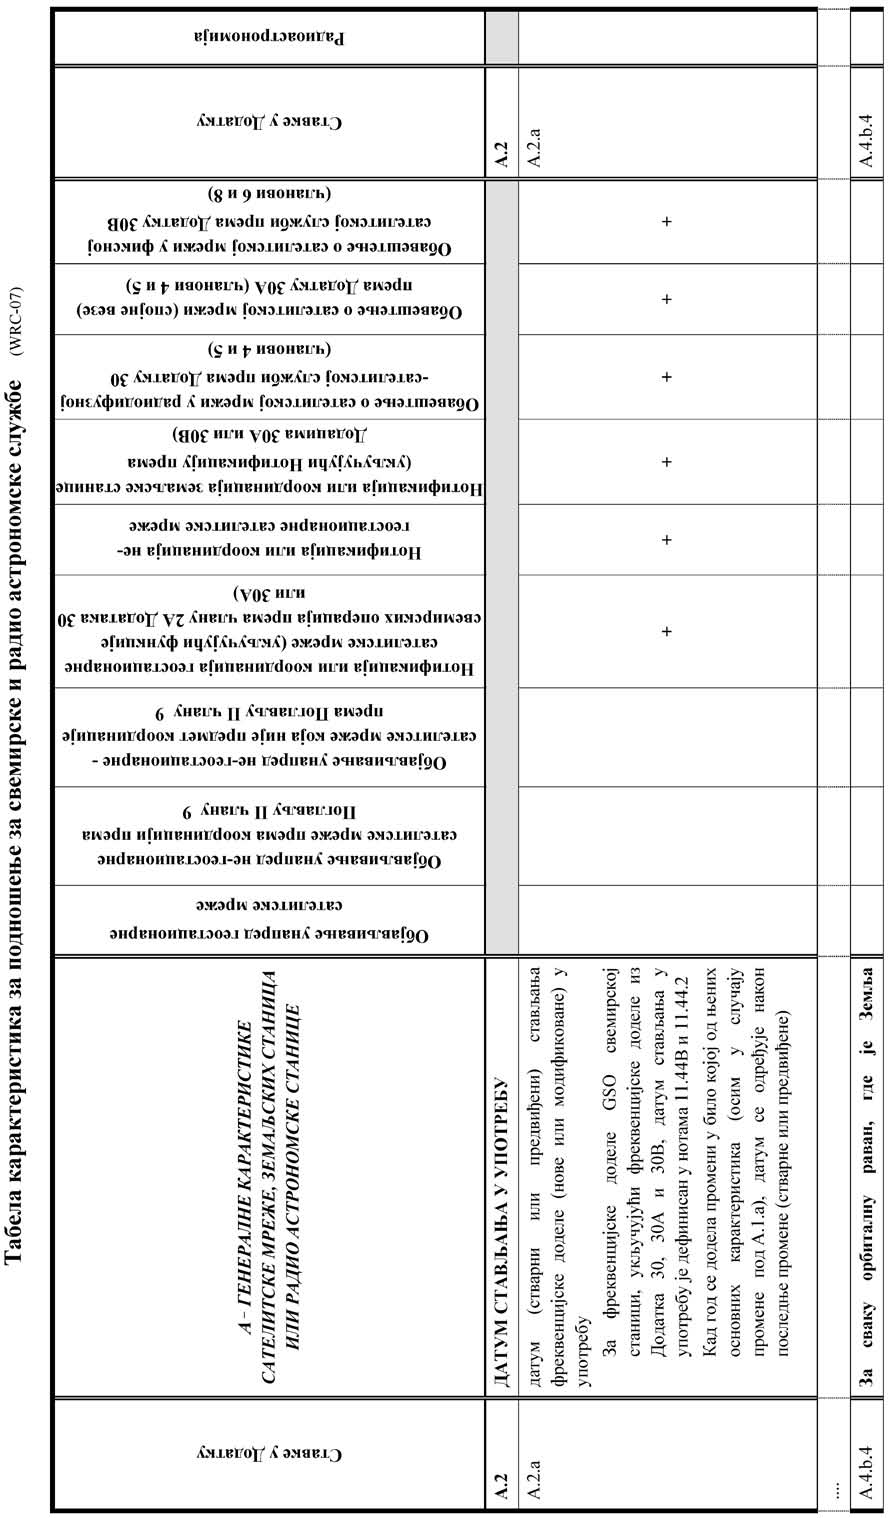 Табела карактеристика за подношење за свемирске и радио астрономске службе (WRC-07)
Ставке у Додатку
А - ГЕНЕРАЛНЕ КАРАКТЕРИСТИКЕ
САТЕЛИТСКЕ МРЕЖЕ, ЗЕМАЉСКИХ СТАНИЦА
ИЛИ РАДИО АСТРОНОМСКЕ СТАНИЦЕ
Објављивање унапред геостационарне
сателитске мреже
Објављивање унапред не-геостационарне
сателитске мреже према координацији према
Поглављу II члану 9
Објављивање унапред не-геостационарне -
сателитске мреже која није предмет координације
према Поглављу II члану 9
Нотификација или координација геостационарне
сателитске мреже (укључујући функције
свемирских операција према члану 2А Додатака 30
или 30А)
Нотификација или координација не-
геостационарне сателитске мреже
Нотификација или координација земаљске станице
(укључујући Нотификацију према
Додацима 30А или 30В)
Обавештење о сателитској мрежи у радиодифузној
-сателитској служби према Додатку 30
(чланови 4 и 5)
Обавештење о сателитској мрежи (спојне везе)
према Додатку 30А (чланови 4 и 5)
Обавештење о сателитској мрежи у фиксној
сателитској служби према Додатку 30В
(чланови 6 и 8)
Ставке у Додатку
Радиоастрономија
А.2
ДАТУМ СТАВЉАЊА У УПОТРЕБУ
А.2
А.2.а
датум (стварни или предвиђени) стављања
фреквенцијске доделе (нове или модификоване) у
употребу
За фреквенцијске доделе GSO свемирској
станици, укључујући фреквенцијске доделе из
Додатка 30, 30А и 30В, датум стављања у
употребу је дефинисан у нотама 11.44В и 11.44.2
Кад год се додела промени у било којој од њених
основних карактеристика (осим у случају
промене под А.1.а), датум се одређује након
последње промене (стварне или предвиђене)
+
+
+
+
+
+
А.2.а
....
А.4.b.4
За сваку орбиталну раван, где је Земља
А.4.b.4